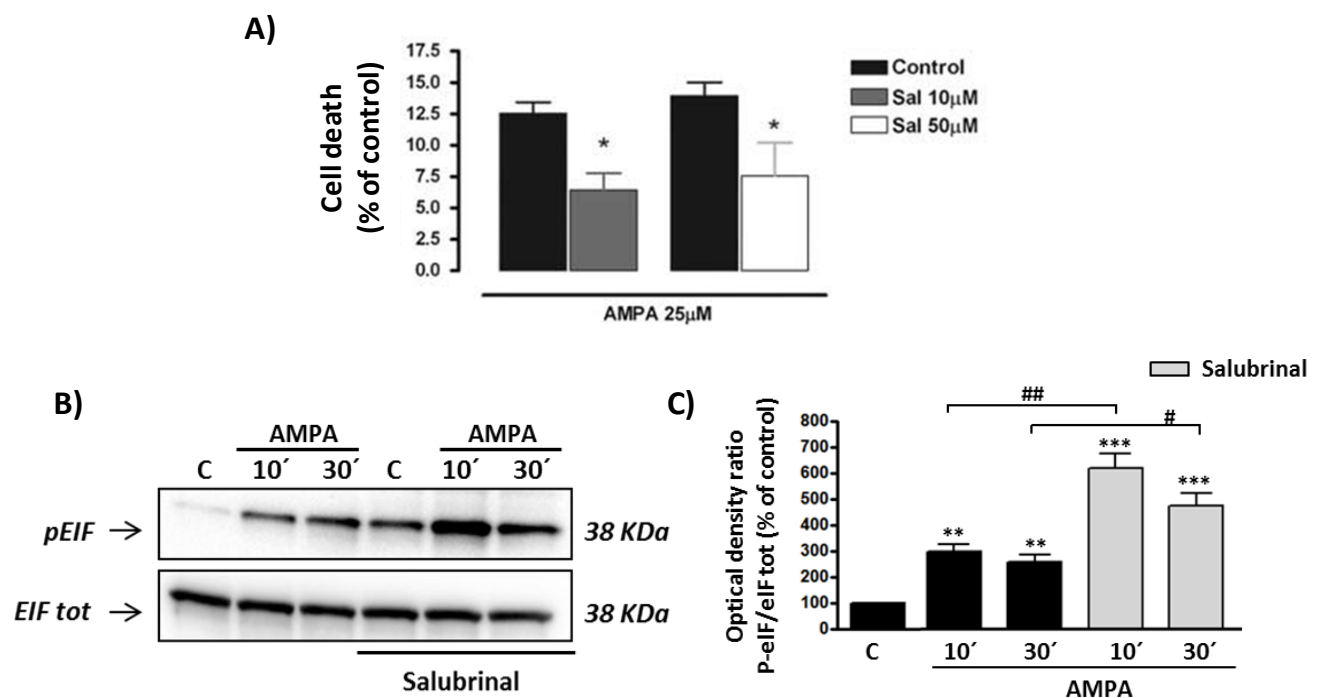 A)
Cell death
(% of control)
17.5
15.0
12.5
10.0
7.5
5.0
2.5
0.0
*
*
AMPA 25µM
Control
Sal 10µM
Sal 50µM
B)
AMPA
AMPA
C 10´ 30´ C 10´ 30´
pEIF → 38 KDa
EIF tot → 38 KDa
Salubrinal
C)
Salubrinal
Optical density ratio
P-eIF/eIF tot (% of control)
800
700
600
500
400
300
200
100
0
##
#
** ** *** ***
C 10´ 30´ 10´ 30´
AMPA